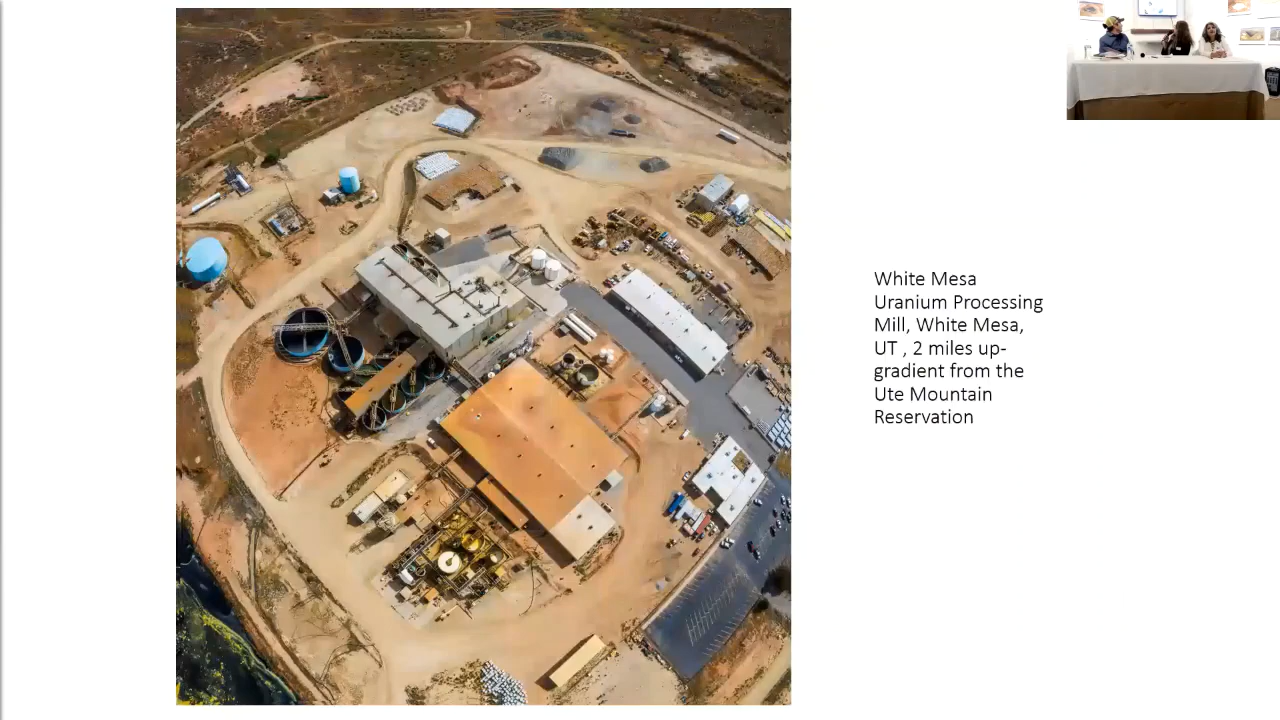 White Mesa
Uranium Processing
Mill, White Mesa,
UT , 2 miles up-
gradient from the
Ute Mountain
Reservation